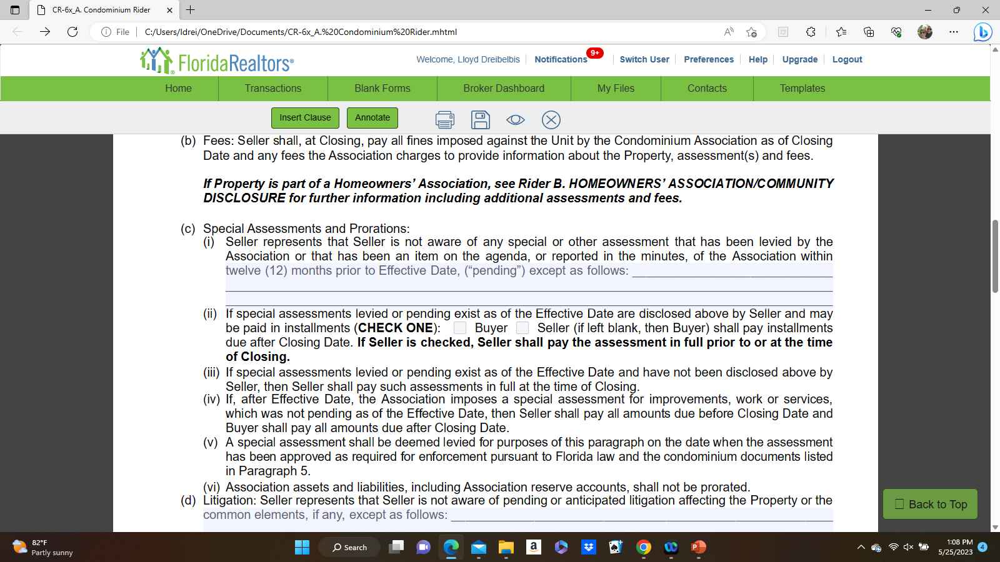 CR-6x_A. Condominium Rider
File
C:/Users/ldrei/OneDrive/Documents/CR-6x_A.%20Condominium%20Rider.mhtml
FloridaRealtors®
Welcome, Lloyd Dreibelbis
Notifications
9+
Switch User
Preferences
Help
Upgrade
Logout
Home
Transactions
Blank Forms
Broker Dashboard
My Files
Contacts
Templates
Insert Clause
Annotate
(b) Fees: Seller shall, at Closing, pay all fines imposed against the Unit by the Condominium Association as of Closing
Date and any fees the Association charges to provide information about the Property, assessment(s) and fees.
If Property is part of a Homeowners’ Association, see Rider B. HOMEOWNERS’ ASSOCIATION/COMMUNITY
DISCLOSURE for further information including additional assessments and fees.
(c) Special Assessments and Prorations:
(i) Seller represents that Seller is not aware of any special or other assessment that has been levied by the
Association or that has been an item on the agenda, or reported in the minutes, of the Association within
twelve (12) months prior to Effective Date, (“pending”) except as follows:
(ii) If special assessments levied or pending exist as of the Effective Date are disclosed above by Seller and may
be paid in installments (CHECK ONE): Buyer Seller (if left blank, then Buyer) shall pay installments
due after Closing Date. If Seller is checked, Seller shall pay the assessment in full prior to or at the time
of Closing.
(iii) If special assessments levied or pending exist as of the Effective Date and have not been disclosed above by
Seller, then Seller shall pay such assessments in full at the time of Closing.
(iv) If, after Effective Date, the Association imposes a special assessment for improvements, work or services,
which was not pending as of the Effective Date, then Seller shall pay all amounts due before Closing Date and
Buyer shall pay all amounts due after Closing Date.
(v) A special assessment shall be deemed levied for purposes of this paragraph on the date when the assessment
has been approved as required for enforcement pursuant to Florida law and the condominium documents listed
in Paragraph 5.
(vi) Association assets and liabilities, including Association reserve accounts, shall not be prorated.
(d) Litigation: Seller represents that Seller is not aware of pending or anticipated litigation affecting the Property or the
common elements, if any, except as follows:
Back to Top
82°F
Partly sunny
Search
1:08 PM
5/25/2023
4